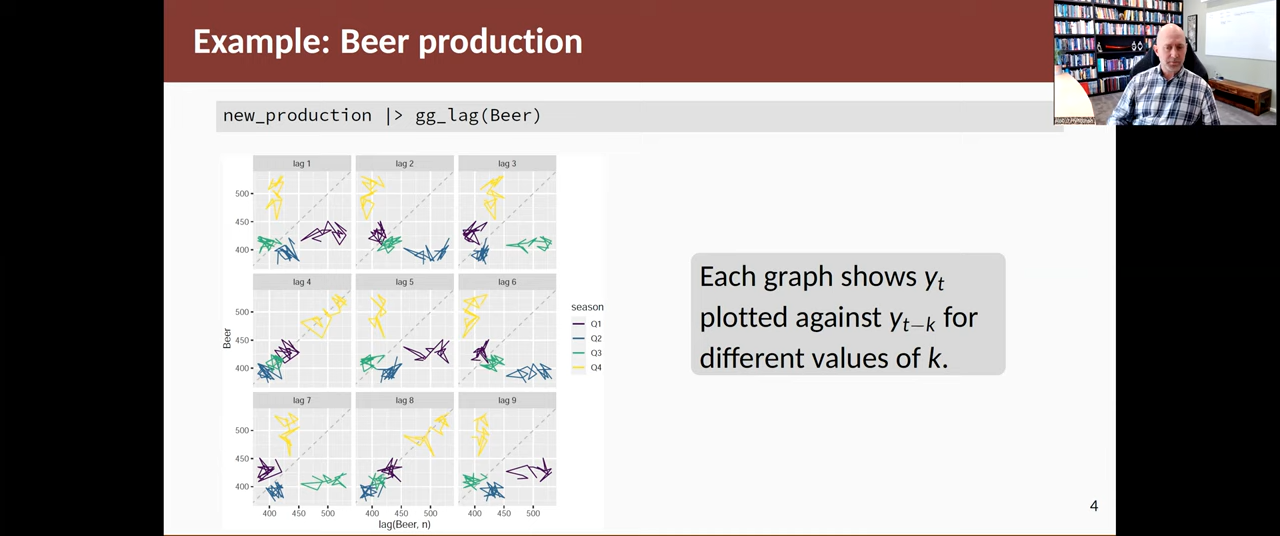 Example: Beer production
new_production |> gg_lag(Beer)
lag 1 lag 2 lag 3
500
450
400
lag 4 lag 5 lag 6
500
450
400
lag 7 lag 8 lag 9
500
450
400
400 450 500 400 450 500 400 450 500
lag(Beer, n)
Beer
season
Q1
Q2
Q3
Q4
Each graph shows yt
plotted against yt−k for
different values of k.
4